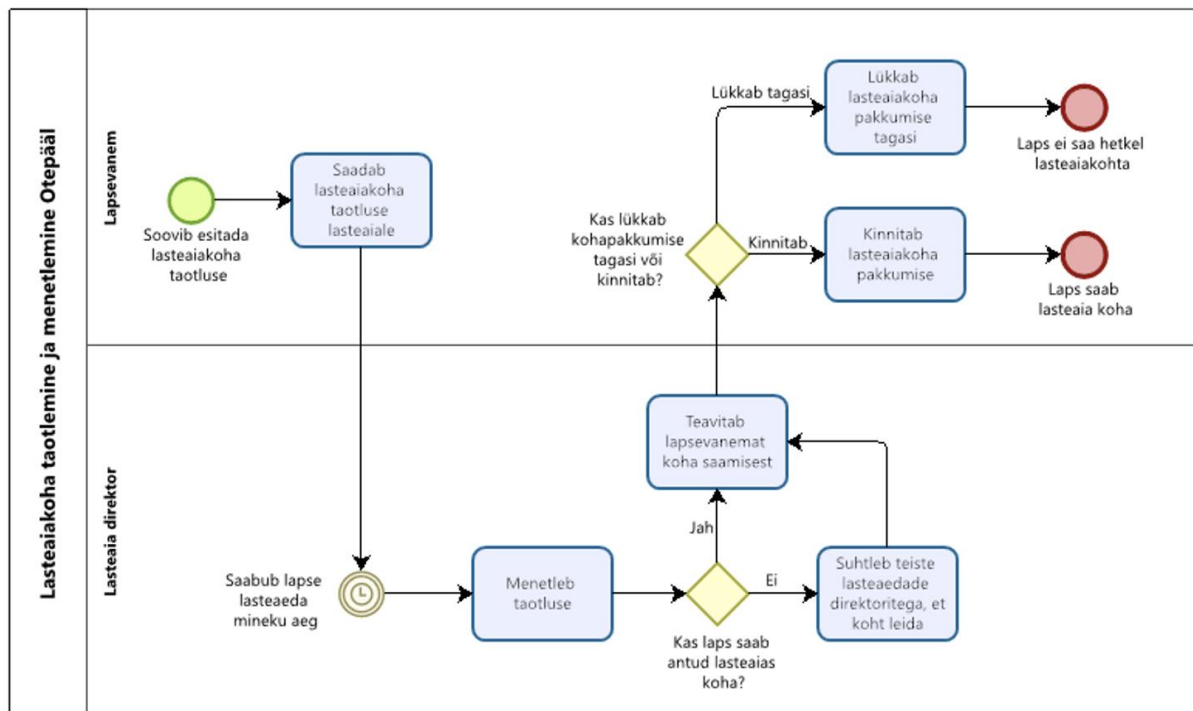 Lasteaiakoha taotlemine ja menetlemine Otepääl
Lapsevanem
Soovib esitada
lasteaiakoha
taotluse
Saadab
lasteaiakoha
taotluse
lasteaiale
Kas lükkab
kohapakkumise
tagasi või
kinnitab?
Lükkab tagasi
Lükkab
lasteaiakoha
pakkumise
tagasi
Laps ei saa hetkel
lasteaiakohta
Kinnitab
Kinnitab
lasteaiakoha
pakkumise
Laps saab
lasteaia koha
Lasteaia direktor
Saabub lapse
lasteaeda
mineku aeg
Menetleb
taotluse
Kas laps saab
antud lasteaias
koha?
Jah
Teavitab
lapsevanemat
koha saamisest
Ei
Suhtleb teiste
lasteaedade
direktoritega, et
koht leida